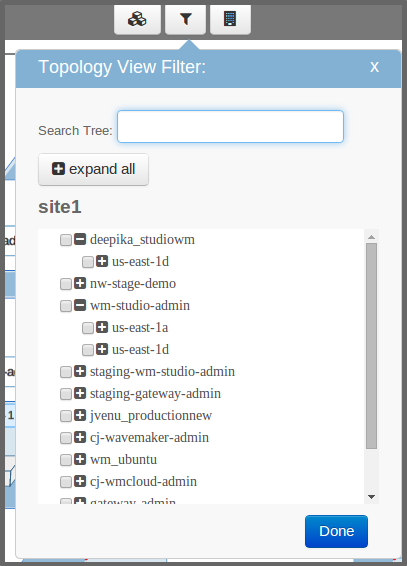 Topology View Filter:
x
Search Tree:
expand all
site1
deepika_studiowm
us-east-1d
nw-stage-demo
wm-studio-admin
us-east-1a
us-east-1d
staging-wm-studio-admin
staging-gateway-admin
jvenu_productionnew
cj-wavemaker-admin
wm_ubuntu
cj-wmcloud-admin
gateway-admin
Done